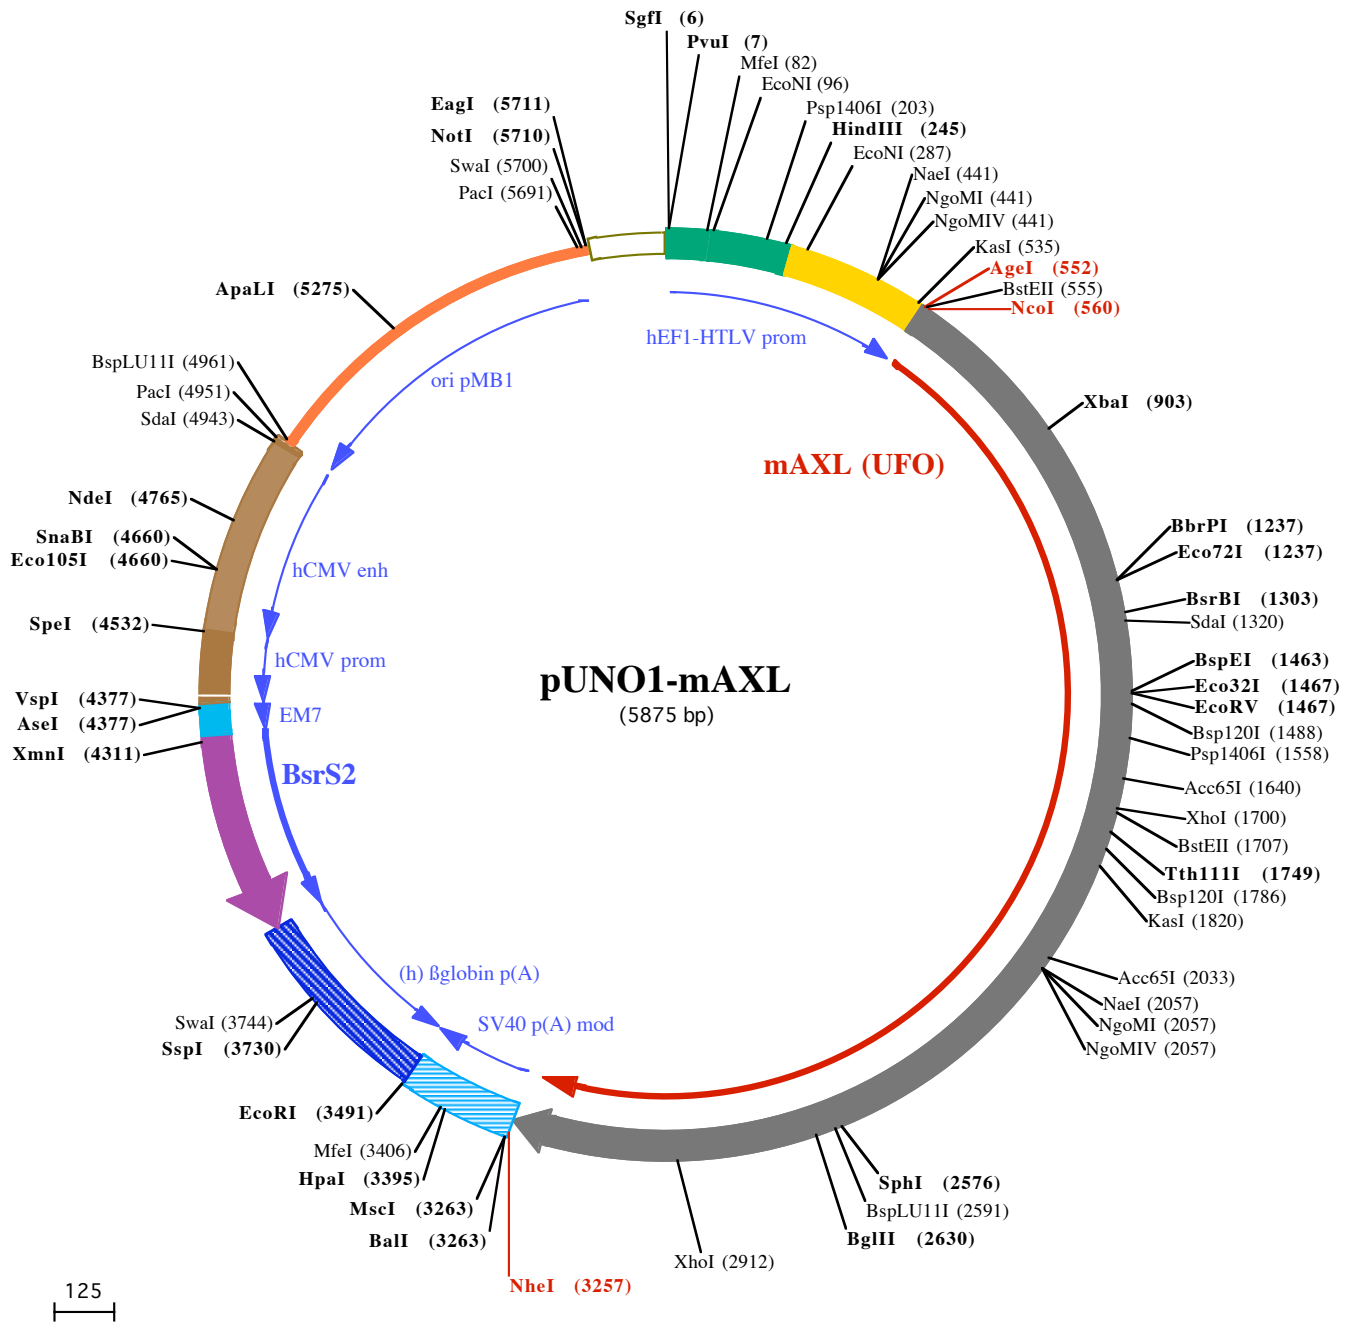 SgfI (6)
PvuI (7)
MfeI (82)
EcoNI (96)
Psp1406I (203)
HindIII (245)
EcoNI (287)
NaeI (441)
NgoMI (441)
NgoMIV (441)
KasI (535)
AgeI (552)
BstEII (555)
NcoI (560)
XbaI (903)
BbrPI (1237)
Eco72I (1237)
BsrBI (1303)
SdaI (1320)
BspEI (1463)
Eco32I (1467)
EcoRV (1467)
Bsp120I (1488)
Psp1406I (1558)
Acc65I (1640)
XhoI (1700)
BstEII (1707)
Tth111I (1749)
Bsp120I (1786)
KasI (1820)
Acc65I (2033)
NaeI (2057)
NgoMI (2057)
NgoMIV (2057)
SphI (2576)
BspLU11I (2591)
BglII (2630)
XhoI (2912)
NheI (3257)
BalI (3263)
MscI (3263)
HpaI (3395)
MfeI (3406)
EcoRI (3491)
SspI (3730)
SwaI (3744)
XmnI (4311)
AseI (4377)
VspI (4377)
SpeI (4532)
Eco105I (4660)
SnaBI (4660)
NdeI (4765)
SdaI (4943)
PacI (4951)
BspLU11I (4961)
ApaLI (5275)
PacI (5691)
SwaI (5700)
NotI (5710)
EagI (5711)
hEF1-HTLV prom
mAXL (UFO)
ori pMB1
hCMV enh
hCMV prom
EM7
BsrS2
(h) ßglobin p(A)
SV40 p(A) mod
pUNO1-mAXL
(5875 bp)
125